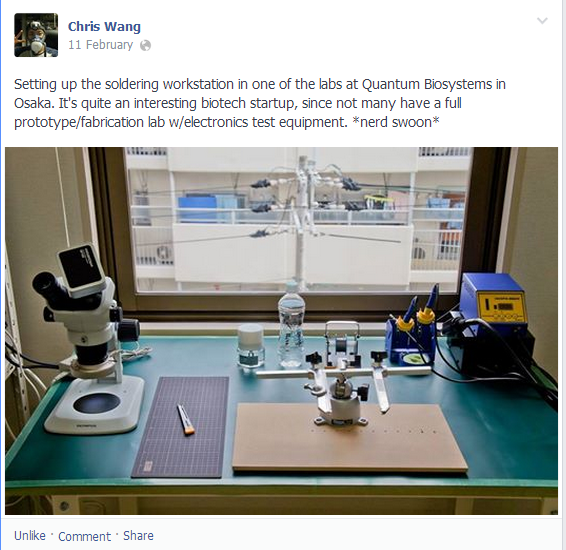 Chris Wang
11 February
Setting up the soldering workstation in one of the labs at Quantum Biosystems in
Osaka. It's quite an interesting biotech startup, since not many have a full
prototype/fabrication lab w/electronics test equipment. *nerd swoon*
OLYMPUS
Unlike · Comment · Share